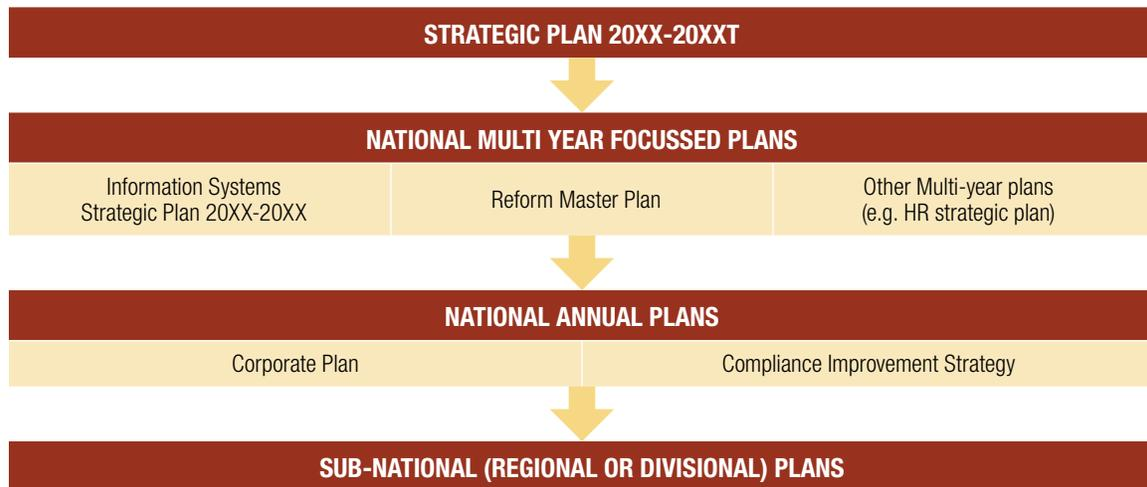 STRATEGIC PLAN 20XX-20XXT
NATIONAL MULTI YEAR FOCUSSED PLANS
Information Systems
Strategic Plan 20XX-20XX
Reform Master Plan
Other Multi-year plans
(e.g. HR strategic plan)
NATIONAL ANNUAL PLANS
Corporate Plan
Compliance Improvement Strategy
SUB-NATIONAL (REGIONAL OR DIVISIONAL) PLANS